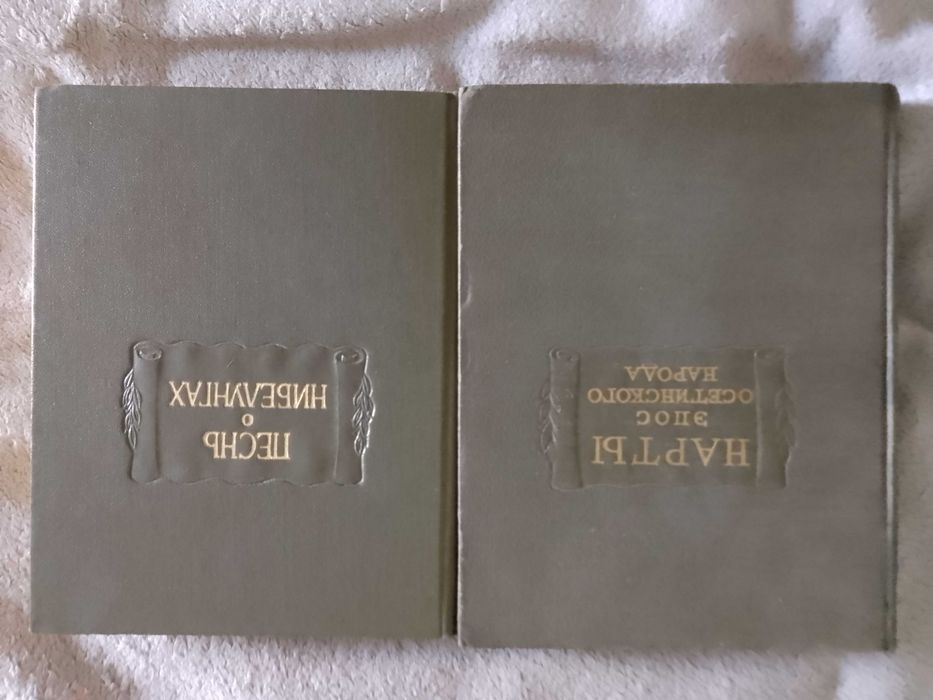 НАРТЫ
ЭПОС
ОСЕТИНСКОГО
НАРОДА
ПЕСНЬ
О
НИБЕЛУНГАХ